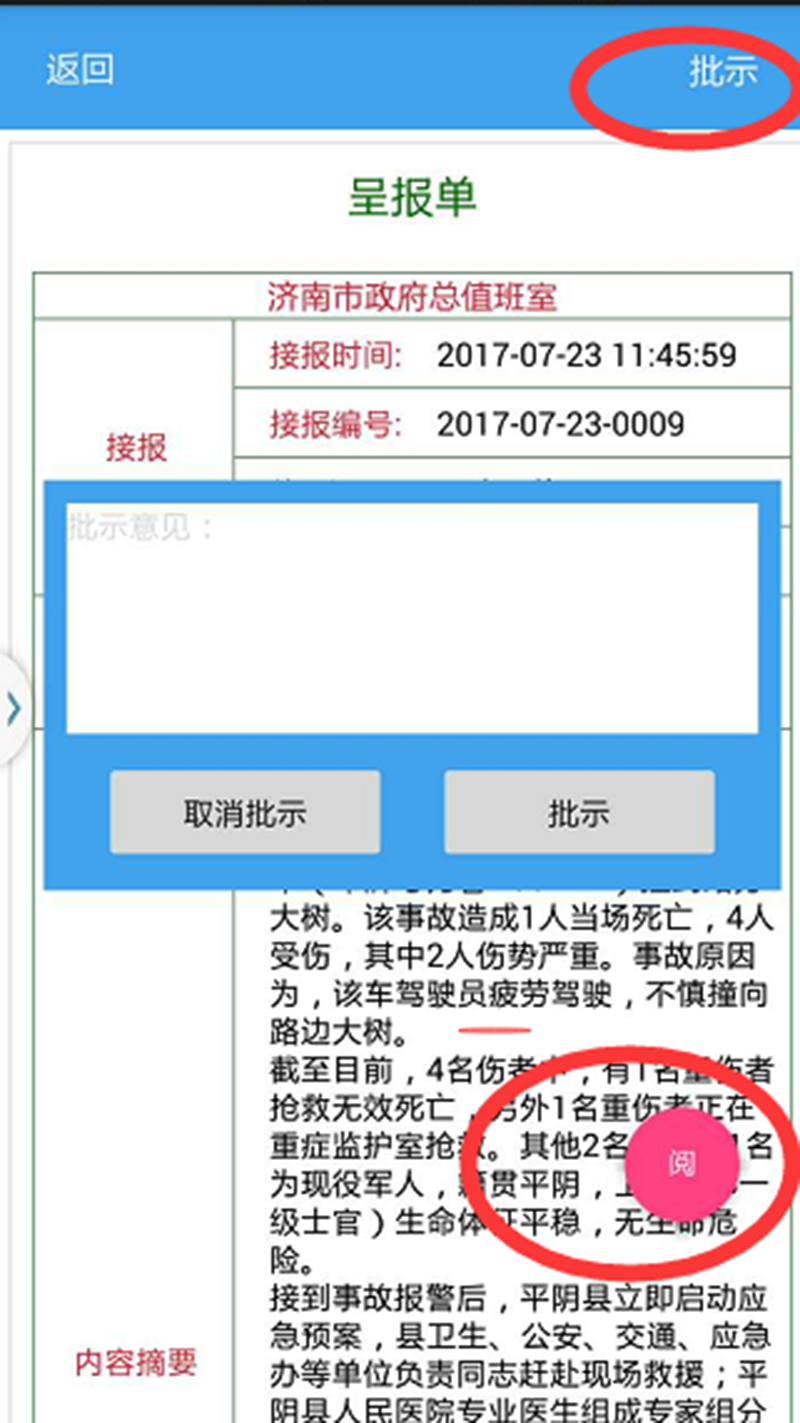 返回
批示
呈报单
济南市政府总值班室
接报时间: 2017-07-23 11:45:59
接报
接报编号: 2017-07-23-0009
批示意见：
取消批示
批示
大树。该事故造成1人当场死亡，4人
受伤，其中2人伤势严重。事故原因
为，该车驾驶员疲劳驾驶，不慎撞向
路边大树。
截至目前，4名伤者中，有1名重伤者
抢救无效死亡，另外1名重伤者正在
重症监护室抢救。其他2名 1名
阅
为现役军人，籍贯平阴， 一
级士官）生命体征平稳，无生命危
险。
接到事故报警后，平阴县立即启动应
急预案，县卫生、公安、交通、应急
内容摘要
办等单位负责同志赶赴现场救援；平
阴县人民医院专业医生组成专家组分